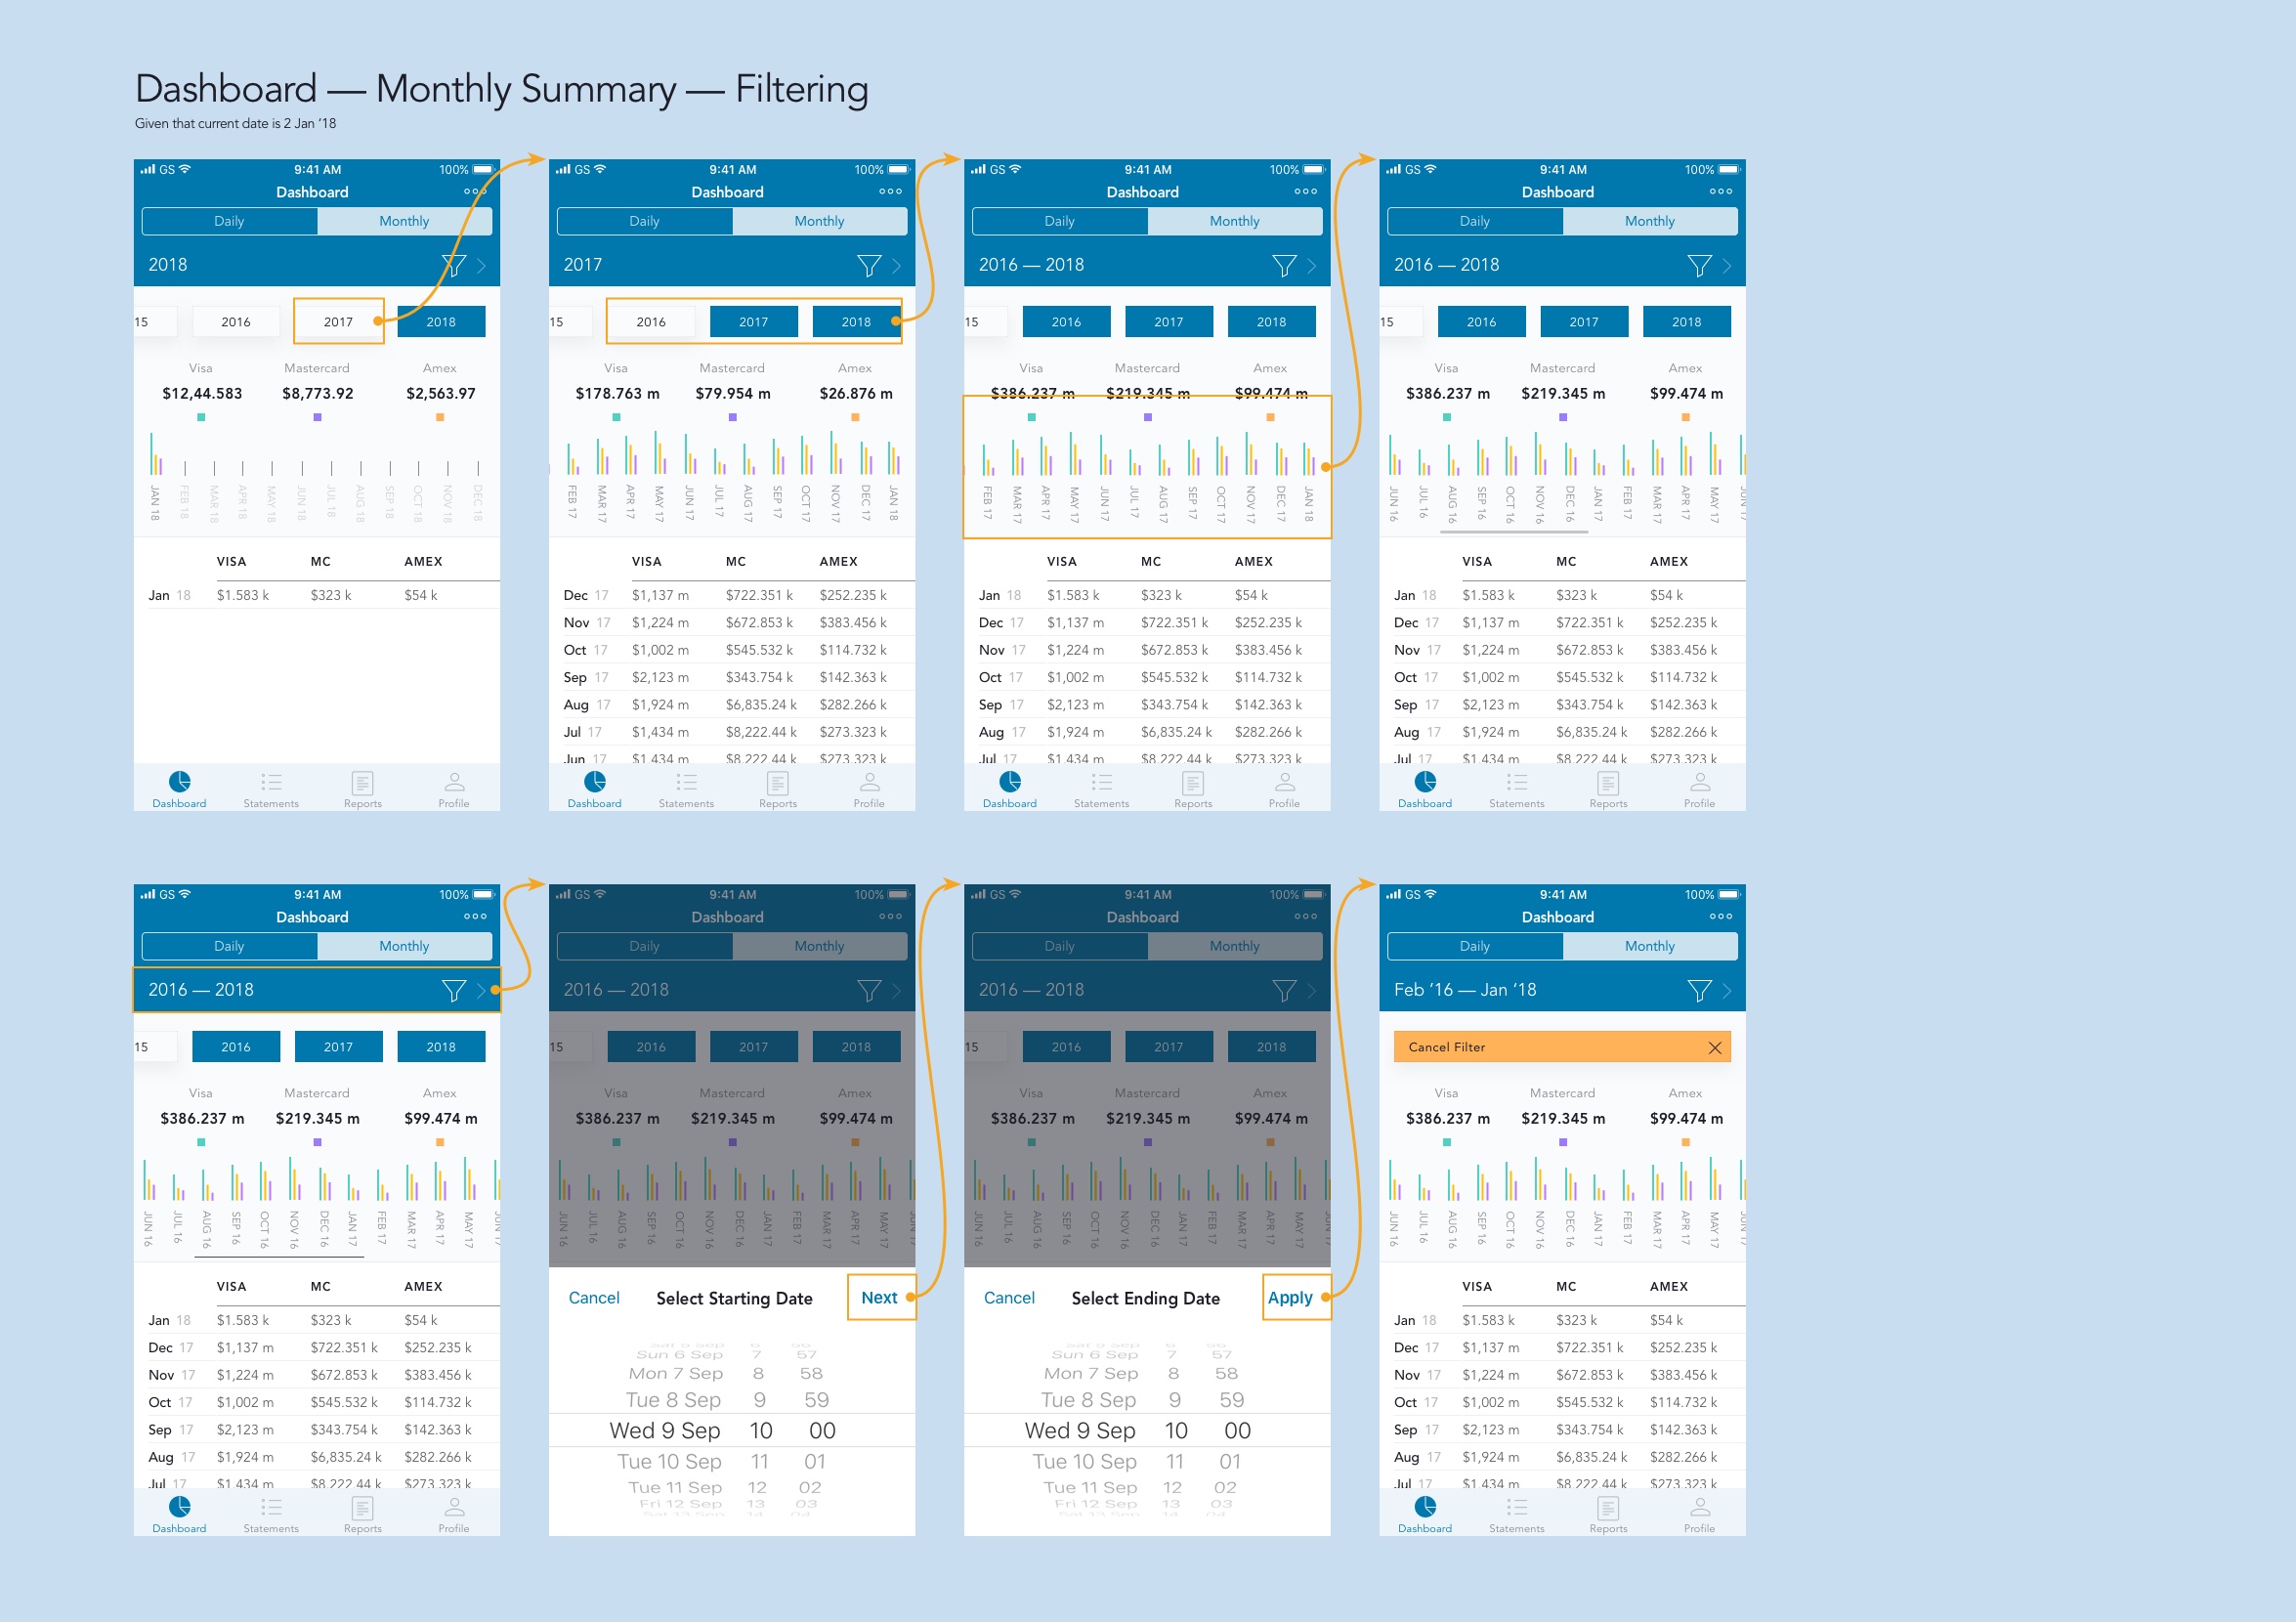 Dashboard — Monthly Summary — Filtering
Given that current date is 2 Jan ‘18
GS 9:41 AM 100%
Dashboard
Daily Monthly
2018
15 2016 2017 2018
Visa Mastercard Amex
$12,44.583 $8,773.92 $2,563.97
JAN 18 FEB 18 MAR 18 APR 18 MAY 18 JUN 18 JUL 18 AUG 18 SEP 18 OCT 18 NOV 18 DEC 18
VISA MC AMEX
Jan 18 $1.583 k $323 k $54 k
Dashboard Statements Reports Profile
GS 9:41 AM 100%
Dashboard
Daily Monthly
2017
15 2016 2017 2018
Visa Mastercard Amex
$178.763 m $79.954 m $26.876 m
FEB 17 MAR 17 APR 17 MAY 17 JUN 17 JUL 17 AUG 17 SEP 17 OCT 17 NOV 17 DEC 17 JAN 18
VISA MC AMEX
Dec 17 $1,137 m $722.351 k $252.235 k
Nov 17 $1,224 m $672.853 k $383.456 k
Oct 17 $1,002 m $545.532 k $114.732 k
Sep 17 $2,123 m $343.754 k $142.363 k
Aug 17 $1,924 m $6,835.24 k $282.266 k
Jul 17 $1,434 m $8,222.44 k $273.323 k
Jun 17 $1,434 m $8,222.44 k $273.323 k
Dashboard Statements Reports Profile
GS 9:41 AM 100%
Dashboard
Daily Monthly
2016 — 2018
15 2016 2017 2018
Visa Mastercard Amex
$386.237 m $219.345 m $99.474 m
FEB 17 MAR 17 APR 17 MAY 17 JUN 17 JUL 17 AUG 17 SEP 17 OCT 17 NOV 17 DEC 17 JAN 18
VISA MC AMEX
Jan 18 $1.583 k $323 k $54 k
Dec 17 $1,137 m $722.351 k $252.235 k
Nov 17 $1,224 m $672.853 k $383.456 k
Oct 17 $1,002 m $545.532 k $114.732 k
Sep 17 $2,123 m $343.754 k $142.363 k
Aug 17 $1,924 m $6,835.24 k $282.266 k
Jul 17 $1,434 m $8,222.44 k $273.323 k
Dashboard Statements Reports Profile
GS 9:41 AM 100%
Dashboard
Daily Monthly
2016 — 2018
15 2016 2017 2018
Visa Mastercard Amex
$386.237 m $219.345 m $99.474 m
JUN 16 JUL 16 AUG 16 SEP 16 OCT 16 NOV 16 DEC 16 JAN 17 FEB 17 MAR 17 APR 17 MAY 17 JUN 17
VISA MC AMEX
Jan 18 $1.583 k $323 k $54 k
Dec 17 $1,137 m $722.351 k $252.235 k
Nov 17 $1,224 m $672.853 k $383.456 k
Oct 17 $1,002 m $545.532 k $114.732 k
Sep 17 $2,123 m $343.754 k $142.363 k
Aug 17 $1,924 m $6,835.24 k $282.266 k
Jul 17 $1,434 m $8,222.44 k $273.323 k
Dashboard Statements Reports Profile
GS 9:41 AM 100%
Dashboard
Daily Monthly
2016 — 2018
15 2016 2017 2018
Visa Mastercard Amex
$386.237 m $219.345 m $99.474 m
JUN 16 JUL 16 AUG 16 SEP 16 OCT 16 NOV 16 DEC 16 JAN 17 FEB 17 MAR 17 APR 17 MAY 17 JUN 17
VISA MC AMEX
Jan 18 $1.583 k $323 k $54 k
Dec 17 $1,137 m $722.351 k $252.235 k
Nov 17 $1,224 m $672.853 k $383.456 k
Oct 17 $1,002 m $545.532 k $114.732 k
Sep 17 $2,123 m $343.754 k $142.363 k
Aug 17 $1,924 m $6,835.24 k $282.266 k
Jul 17 $1,434 m $8,222.44 k $273.323 k
Dashboard Statements Reports Profile
GS 9:41 AM 100%
Dashboard
Daily Monthly
2016 — 2018
15 2016 2017 2018
Visa Mastercard Amex
$386.237 m $219.345 m $99.474 m
JUN 16 JUL 16 AUG 16 SEP 16 OCT 16 NOV 16 DEC 16 JAN 17 FEB 17 MAR 17 APR 17 MAY 17 JUN 17
Cancel Select Starting Date Next
Sat 5 Sep 6 56
Sun 6 Sep 7 57
Mon 7 Sep 8 58
Tue 8 Sep 9 59
Wed 9 Sep 10 00
Tue 10 Sep 11 01
Tue 11 Sep 12 02
Fri 12 Sep 13 03
Sat 13 Sep 14 04
GS 9:41 AM 100%
Dashboard
Daily Monthly
2016 — 2018
15 2016 2017 2018
Visa Mastercard Amex
$386.237 m $219.345 m $99.474 m
JUN 16 JUL 16 AUG 16 SEP 16 OCT 16 NOV 16 DEC 16 JAN 17 FEB 17 MAR 17 APR 17 MAY 17 JUN 17
Cancel Select Ending Date Apply
Sat 5 Sep 6 56
Sun 6 Sep 7 57
Mon 7 Sep 8 58
Tue 8 Sep 9 59
Wed 9 Sep 10 00
Tue 10 Sep 11 01
Tue 11 Sep 12 02
Fri 12 Sep 13 03
Sat 13 Sep 14 04
GS 9:41 AM 100%
Dashboard
Daily Monthly
Feb ‘16 — Jan ‘18
Cancel Filter
Visa Mastercard Amex
$386.237 m $219.345 m $99.474 m
JUN 16 JUL 16 AUG 16 SEP 16 OCT 16 NOV 16 DEC 16 JAN 17 FEB 17 MAR 17 APR 17 MAY 17 JUN 17
VISA MC AMEX
Jan 18 $1.583 k $323 k $54 k
Dec 17 $1,137 m $722.351 k $252.235 k
Nov 17 $1,224 m $672.853 k $383.456 k
Oct 17 $1,002 m $545.532 k $114.732 k
Sep 17 $2,123 m $343.754 k $142.363 k
Aug 17 $1,924 m $6,835.24 k $282.266 k
Jul 17 $1,434 m $8,222.44 k $273.323 k
Dashboard Statements Reports Profile